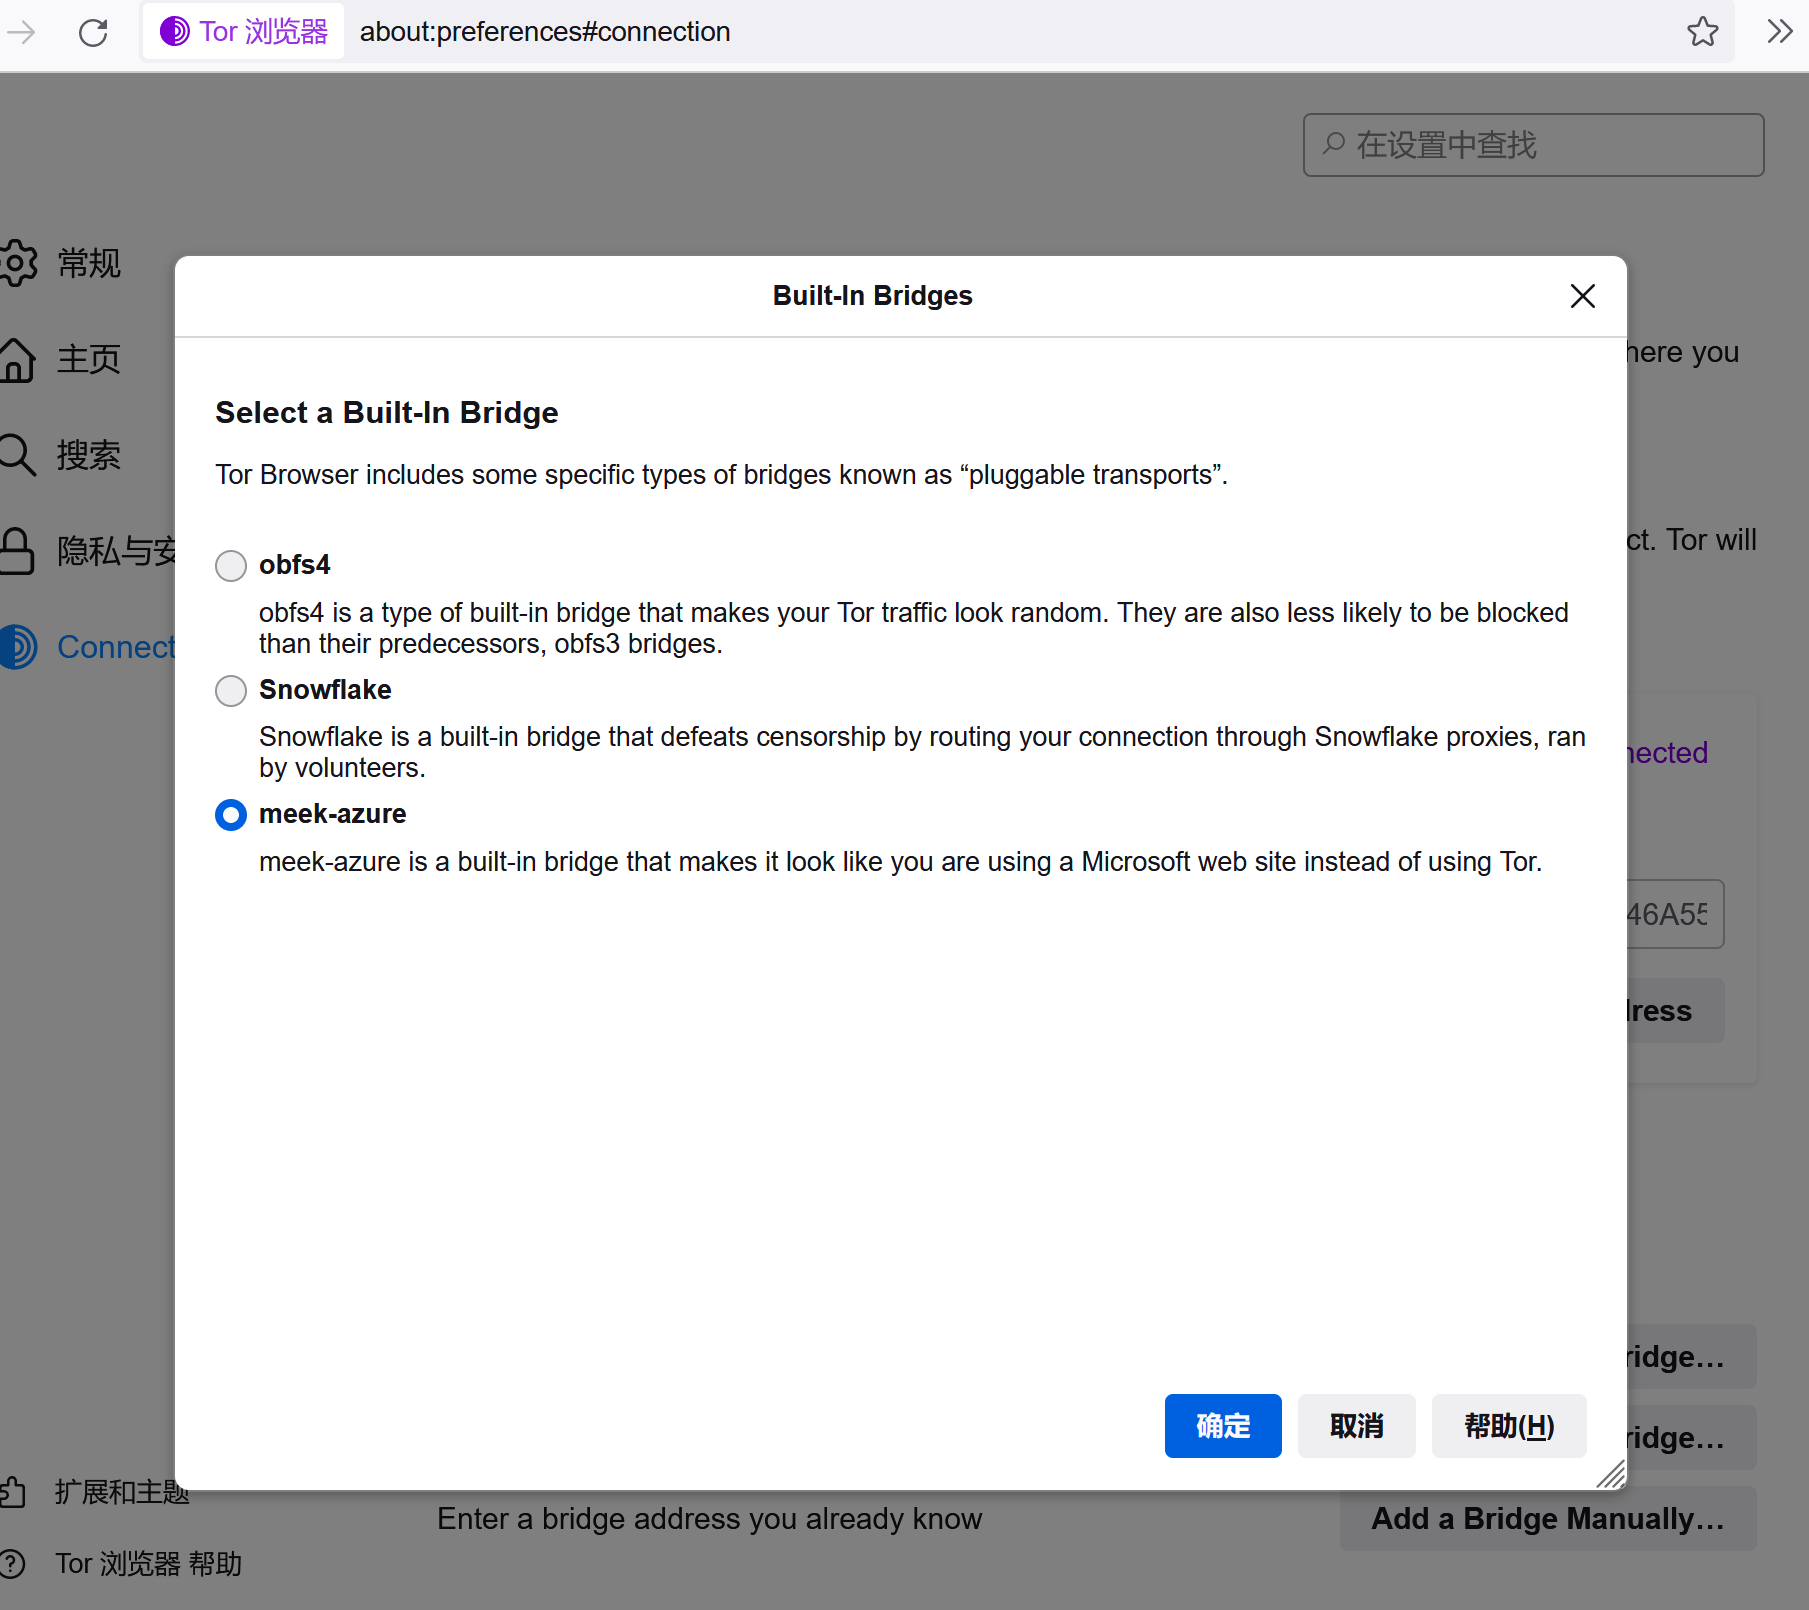 Tor 浏览器
about:preferences#connection
在设置中查找
常规
主页
搜索
隐私与安
Connect
Built-In Bridges
here you
Select a Built-In Bridge
Tor Browser includes some specific types of bridges known as “pluggable transports”.
ct. Tor will
obfs4
obfs4 is a type of built-in bridge that makes your Tor traffic look random. They are also less likely to be blocked
than their predecessors, obfs3 bridges.
Snowflake
Snowflake is a built-in bridge that defeats censorship by routing your connection through Snowflake proxies, ran
by volunteers.
nected
meek-azure
meek-azure is a built-in bridge that makes it look like you are using a Microsoft web site instead of using Tor.
46A55
dress
ridge…
确定
取消
帮助(H)
ridge…
扩展和主题
Enter a bridge address you already know
Add a Bridge Manually…
Tor 浏览器 帮助